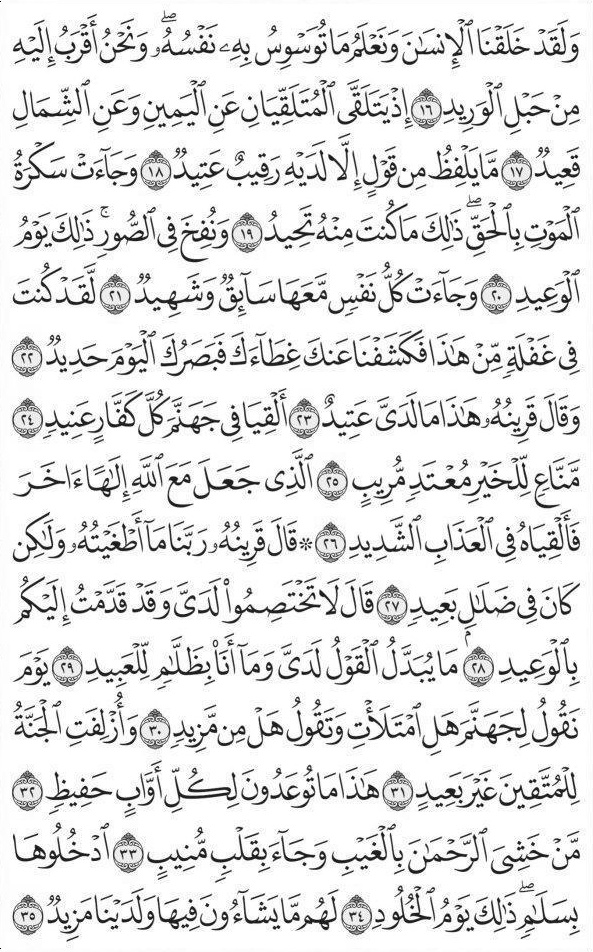 وَلَقَدْ خَلَقْنَا ٱلْإِنسَٰنَ وَنَعْلَمُ مَا تُوَسْوِسُ بِهِۦ نَفْسُهُۥ ۖ وَنَحْنُ أَقْرَبُ إِلَيْهِ
مِنْ حَبْلِ ٱلْوَرِيدِ ١٦ إِذْ يَتَلَقَّى ٱلْمُتَلَقِّيَانِ عَنِ ٱلْيَمِينِ وَعَنِ ٱلشِّمَالِ
قَعِيدٌ ١٧ مَّا يَلْفِظُ مِن قَوْلٍ إِلَّا لَدَيْهِ رَقِيبٌ عَتِيدٌ ١٨ وَجَآءَتْ سَكْرَةُ
ٱلْمَوْتِ بِٱلْحَقِّ ۖ ذَٰلِكَ مَا كُنتَ مِنْهُ تَحِيدُ ١٩ وَنُفِخَ فِى ٱلصُّورِ ۚ ذَٰلِكَ يَوْمُ
ٱلْوَعِيدِ ٢٠ وَجَآءَتْ كُلُّ نَفْسٍ مَّعَهَا سَآئِقٌ وَشَهِيدٌ ٢١ لَّقَدْ كُنتَ
فِى غَفْلَةٍ مِّنْ هَٰذَا فَكَشَفْنَا عَنكَ غِطَآءَكَ فَبَصَرُكَ ٱلْيَوْمَ حَدِيدٌ ٢٢
وَقَالَ قَرِينُهُۥ هَٰذَا مَا لَدَىَّ عَتِيدٌ ٢٣ أَلْقِيَا فِى جَهَنَّمَ كُلَّ كَفَّارٍ عَنِيدٍ ٢٤
مَّنَّاعٍ لِّلْخَيْرِ مُعْتَدٍ مُّرِيبٍ ٢٥ ٱلَّذِى جَعَلَ مَعَ ٱللَّهِ إِلَٰهًا ءَاخَرَ
فَأَلْقِيَاهُ فِى ٱلْعَذَابِ ٱلشَّدِيدِ ٢٦ ۞ قَالَ قَرِينُهُۥ رَبَّنَا مَآ أَطْغَيْتُهُۥ وَلَٰكِن
كَانَ فِى ضَلَٰلٍۭ بَعِيدٍ ٢٧ قَالَ لَا تَخْتَصِمُوا۟ لَدَىَّ وَقَدْ قَدَّمْتُ إِلَيْكُم
بِٱلْوَعِيدِ ٢٨ مَا يُبَدَّلُ ٱلْقَوْلُ لَدَىَّ وَمَآ أَنَا۠ بِظَلَّٰمٍ لِّلْعَبِيدِ ٢٩ يَوْمَ
نَقُولُ لِجَهَنَّمَ هَلِ ٱمْتَلَأْتِ وَتَقُولُ هَلْ مِن مَّزِيدٍ ٣٠ وَأُزْلِفَتِ ٱلْجَنَّةُ
لِلْمُتَّقِينَ غَيْرَ بَعِيدٍ ٣١ هَٰذَا مَا تُوعَدُونَ لِكُلِّ أَوَّابٍ حَفِيظٍ ٣٢
مَّنْ خَشِىَ ٱلرَّحْمَٰنَ بِٱلْغَيْبِ وَجَآءَ بِقَلْبٍ مُّنِيبٍ ٣٣ ٱدْخُلُوهَا
بِسَلَٰمٍ ۖ ذَٰلِكَ يَوْمُ ٱلْخُلُودِ ٣٤ لَهُم مَّا يَشَآءُونَ فِيهَا وَلَدَيْنَا مَزِيدٌ ٣٥